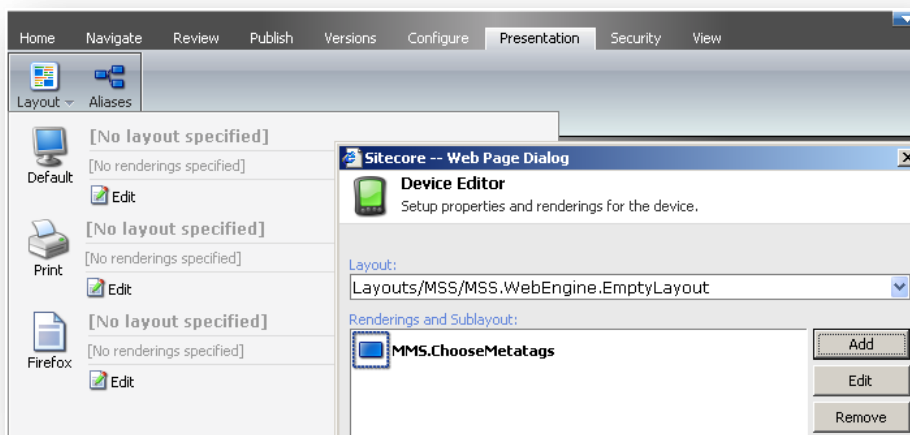 Home Navigate Review Publish Versions Configure Presentation Security View
Layout Aliases
[No layout specified]
[No renderings specified]
Default
Edit
[No layout specified]
[No renderings specified]
Print
Edit
[No layout specified]
[No renderings specified]
Firefox
Edit
Sitecore -- Web Page Dialog
Device Editor
Setup properties and renderings for the device.
Layout:
Layouts/MSS/MSS.WebEngine.EmptyLayout
Renderings and Sublayout:
MMS.ChooseMetatags
Add
Edit
Remove